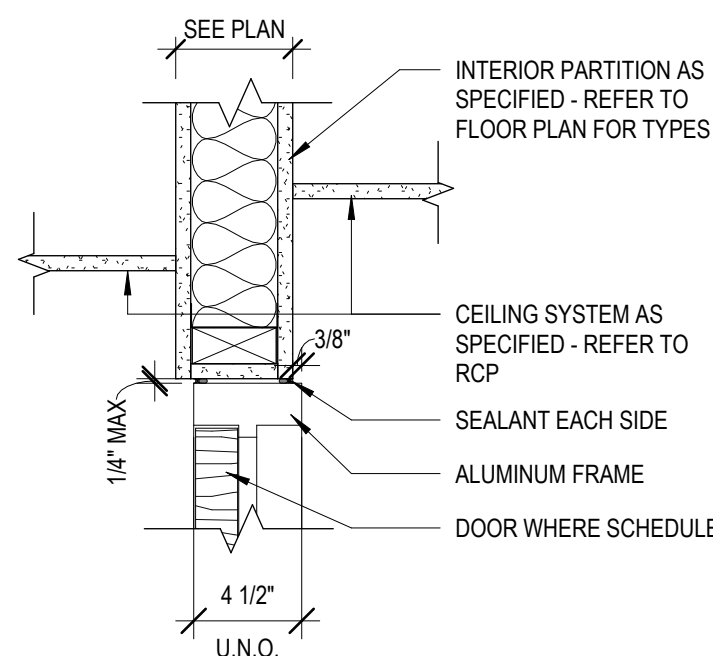 SEE PLAN
INTERIOR PARTITION AS
SPECIFIED - REFER TO
FLOOR PLAN FOR TYPES
CEILING SYSTEM AS
SPECIFIED - REFER TO
RCP
3/8"
SEALANT EACH SIDE
1/4" MAX
ALUMINUM FRAME
DOOR WHERE SCHEDULE
4 1/2"
U.N.O.